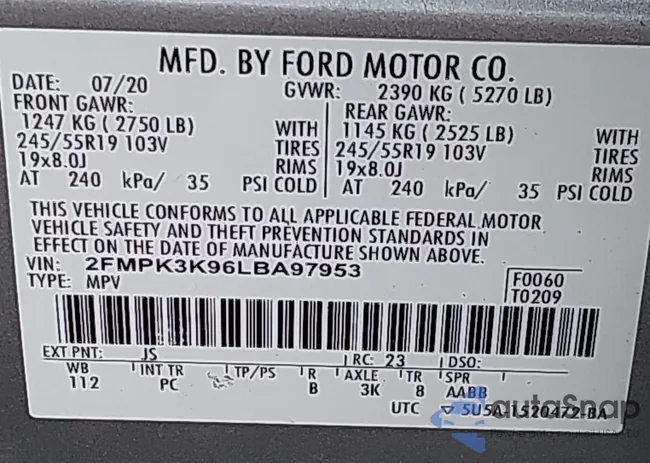 MFD. BY FORD MOTOR CO.
DATE: 07/20 GVWR: 2390 KG ( 5270 LB)
FRONT GAWR: REAR GAWR:
1247 KG ( 2750 LB) WITH 1145 KG ( 2525 LB) WITH
245/55R19 103V TIRES 245/55R19 103V TIRES
19x8.0J RIMS 19x8.0J RIMS
AT 240 kPa/ 35 PSI COLD AT 240 kPa/ 35 PSI COLD
THIS VEHICLE CONFORMS TO ALL APPLICABLE FEDERAL MOTOR
VEHICLE SAFETY AND THEFT PREVENTION STANDARDS IN
EFFECT ON THE DATE OF MANUFACTURE SHOWN ABOVE.
VIN: 2FMPK3K96LBA97953
TYPE: MPV
F0060
T0209
EXT PNT: JS RC: 23 DSO:
WB INT TR TP/PS R AXLE TR SPR
112 PC B 3K 8 AABB
UTC 5U5A-1520472-BA
autoSnap